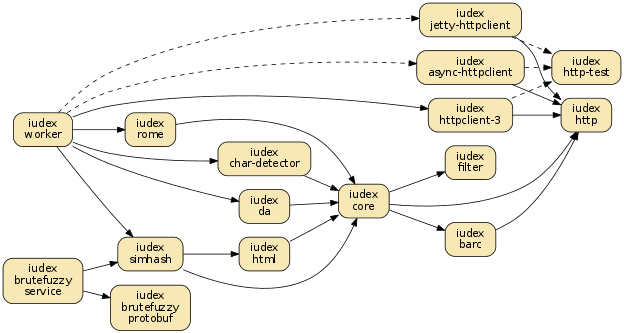 iudex
jetty-httpclient
iudex
async-httpclient
iudex
http-test
iudex
httpclient-3
iudex
http
iudex
worker
iudex
rome
iudex
char-detector
iudex
filter
iudex
da
iudex
core
iudex
barc
iudex
simhash
iudex
html
iudex
brutefuzzy
service
iudex
brutefuzzy
protobuf